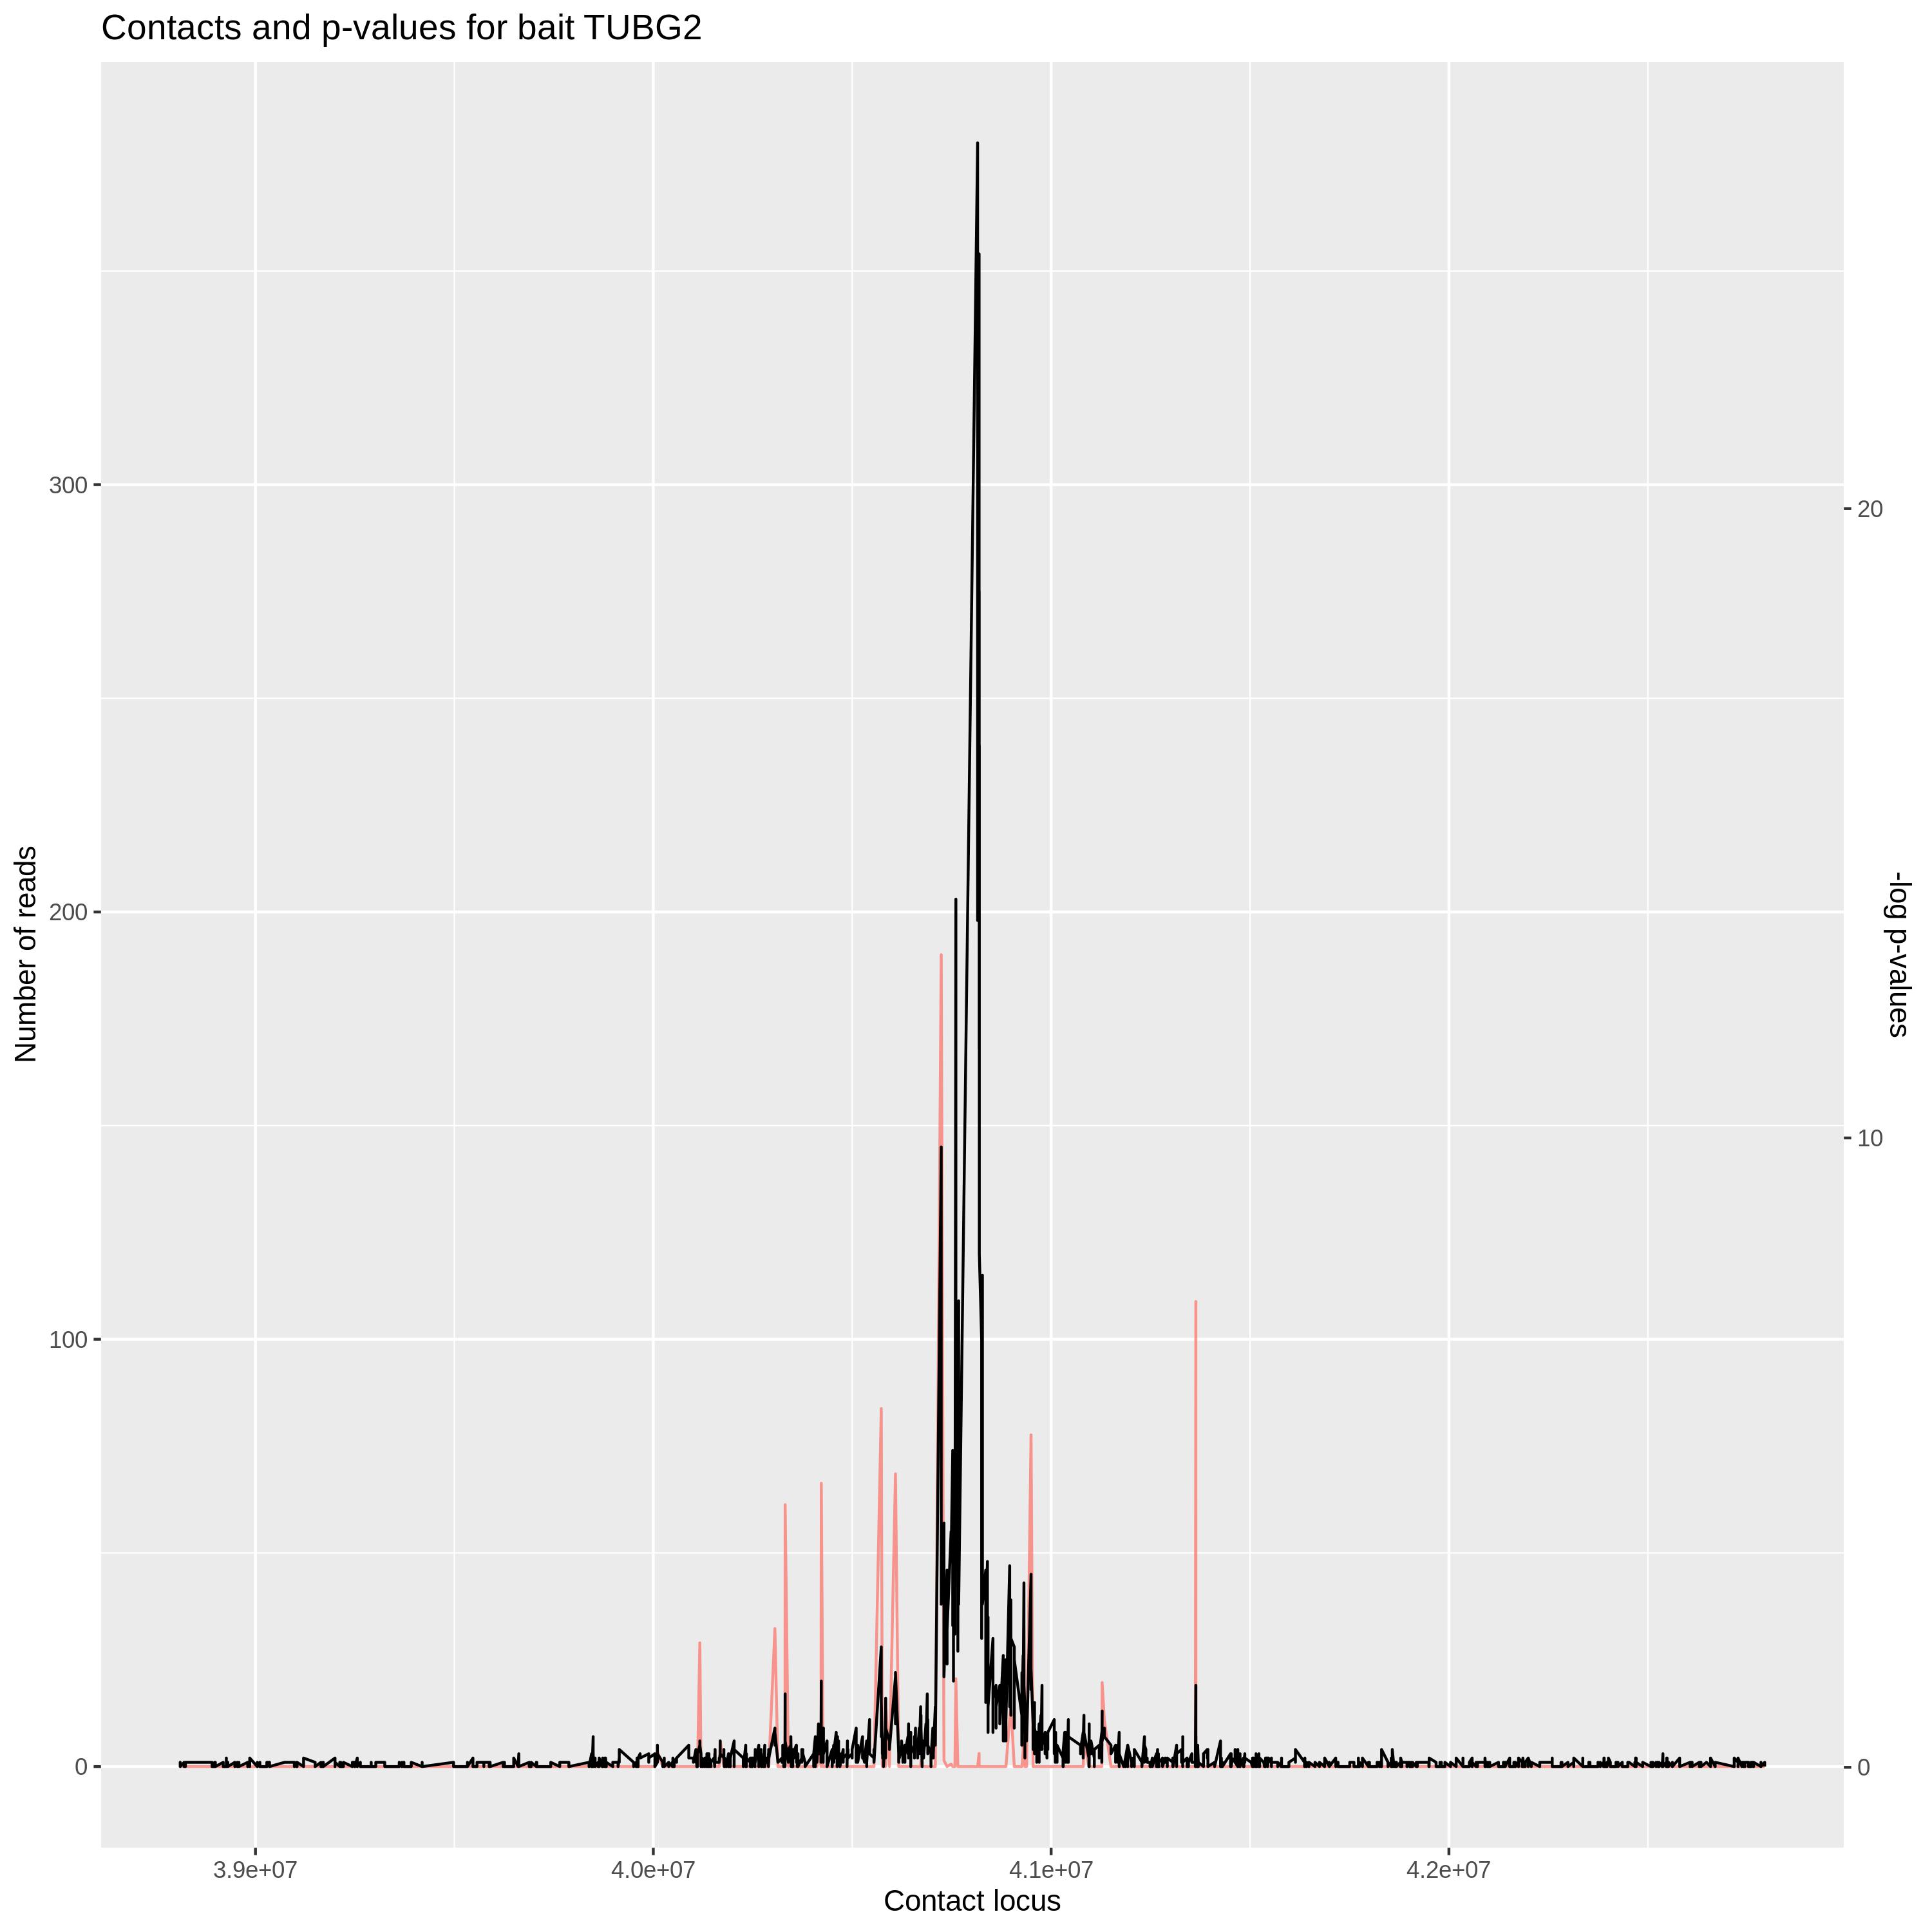 Contacts and p-values for bait TUBG2
Number of reads
300
200
100
0
20
10
0
-log p-values
3.9e+07
4.0e+07
4.1e+07
4.2e+07
Contact locus